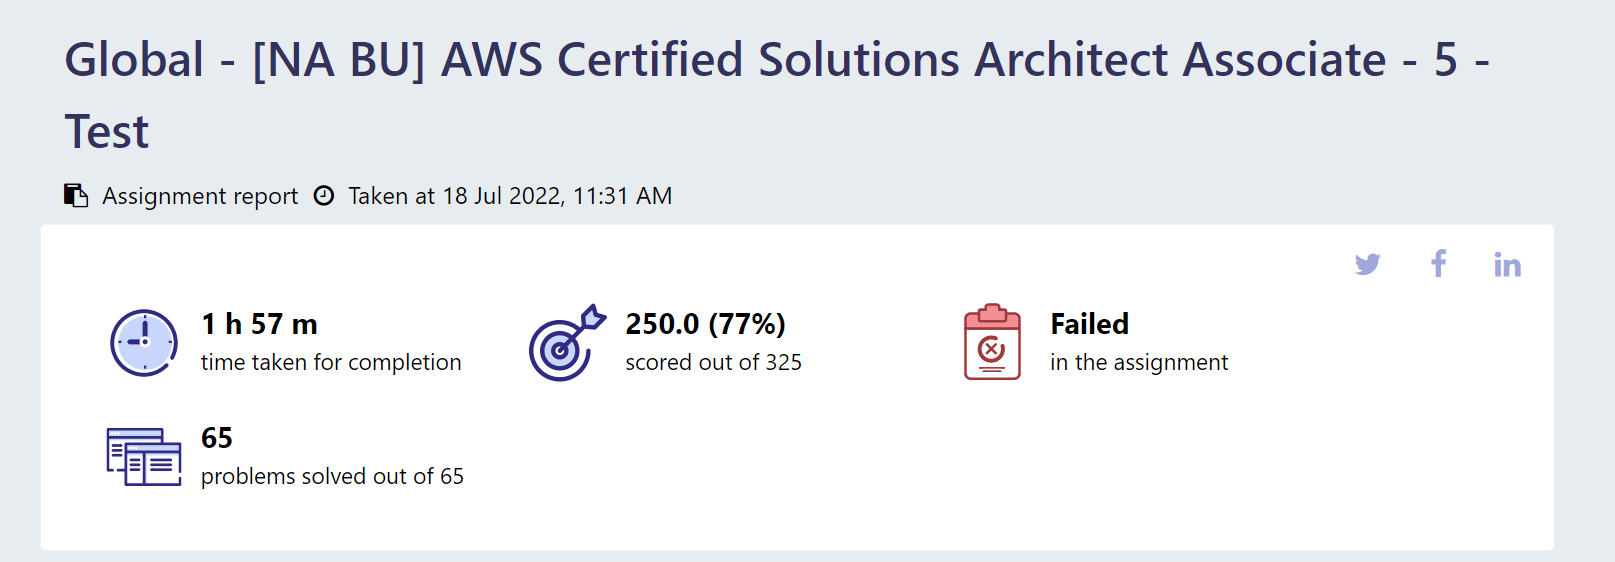 Global - [NA BU] AWS Certified Solutions Architect Associate - 5 -
Test
Assignment report Taken at 18 Jul 2022, 11:31 AM
1 h 57 m
time taken for completion
250.0 (77%)
scored out of 325
Failed
in the assignment
65
problems solved out of 65